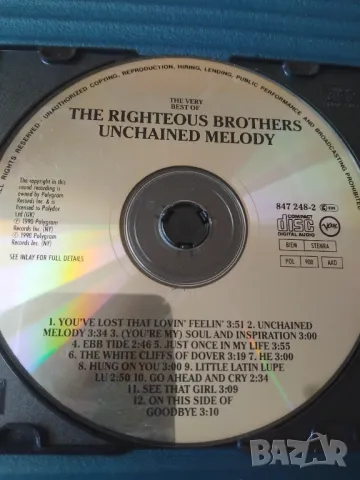 ALL RIGHTS RESERVED - UNAUTHORIZED COPYING, REPRODUCTION, HIRING, LENDING, PUBLIC PERFORMANCE AND BROADCASTING PROHIBITED
THE VERY
BEST OF
THE RIGHTEOUS BROTHERS
UNCHAINED MELODY
The copyright in this
sound recording is
owned by Polygram
Records Inc. & is
licensed to Polydor
Ltd (UK)
℗ 1990 Polygram
Records Inc. (NY)
© 1990 Polygram
Records Inc. (NY)
SEE INLAY FOR FULL DETAILS
847 248-2
COMPACT
disc
DIGITAL AUDIO
BIEM
STEMRA
POL
908
AAD
1. YOU'VE LOST THAT LOVIN' FEELIN' 3:51 2. UNCHAINED
MELODY 3:34 3. (YOU'RE MY) SOUL AND INSPIRATION 3:00
4. EBB TIDE 2:46 5. JUST ONCE IN MY LIFE 3:55
6. THE WHITE CLIFFS OF DOVER 3:19 7. HE 3:00
8. HUNG ON YOU 3:00 9. LITTLE LATIN LUPE
LU 2:50 10. GO AHEAD AND CRY 2:34
11. SEE THAT GIRL 3:09
12. ON THIS SIDE OF
GOODBYE 3:10
BAZAR